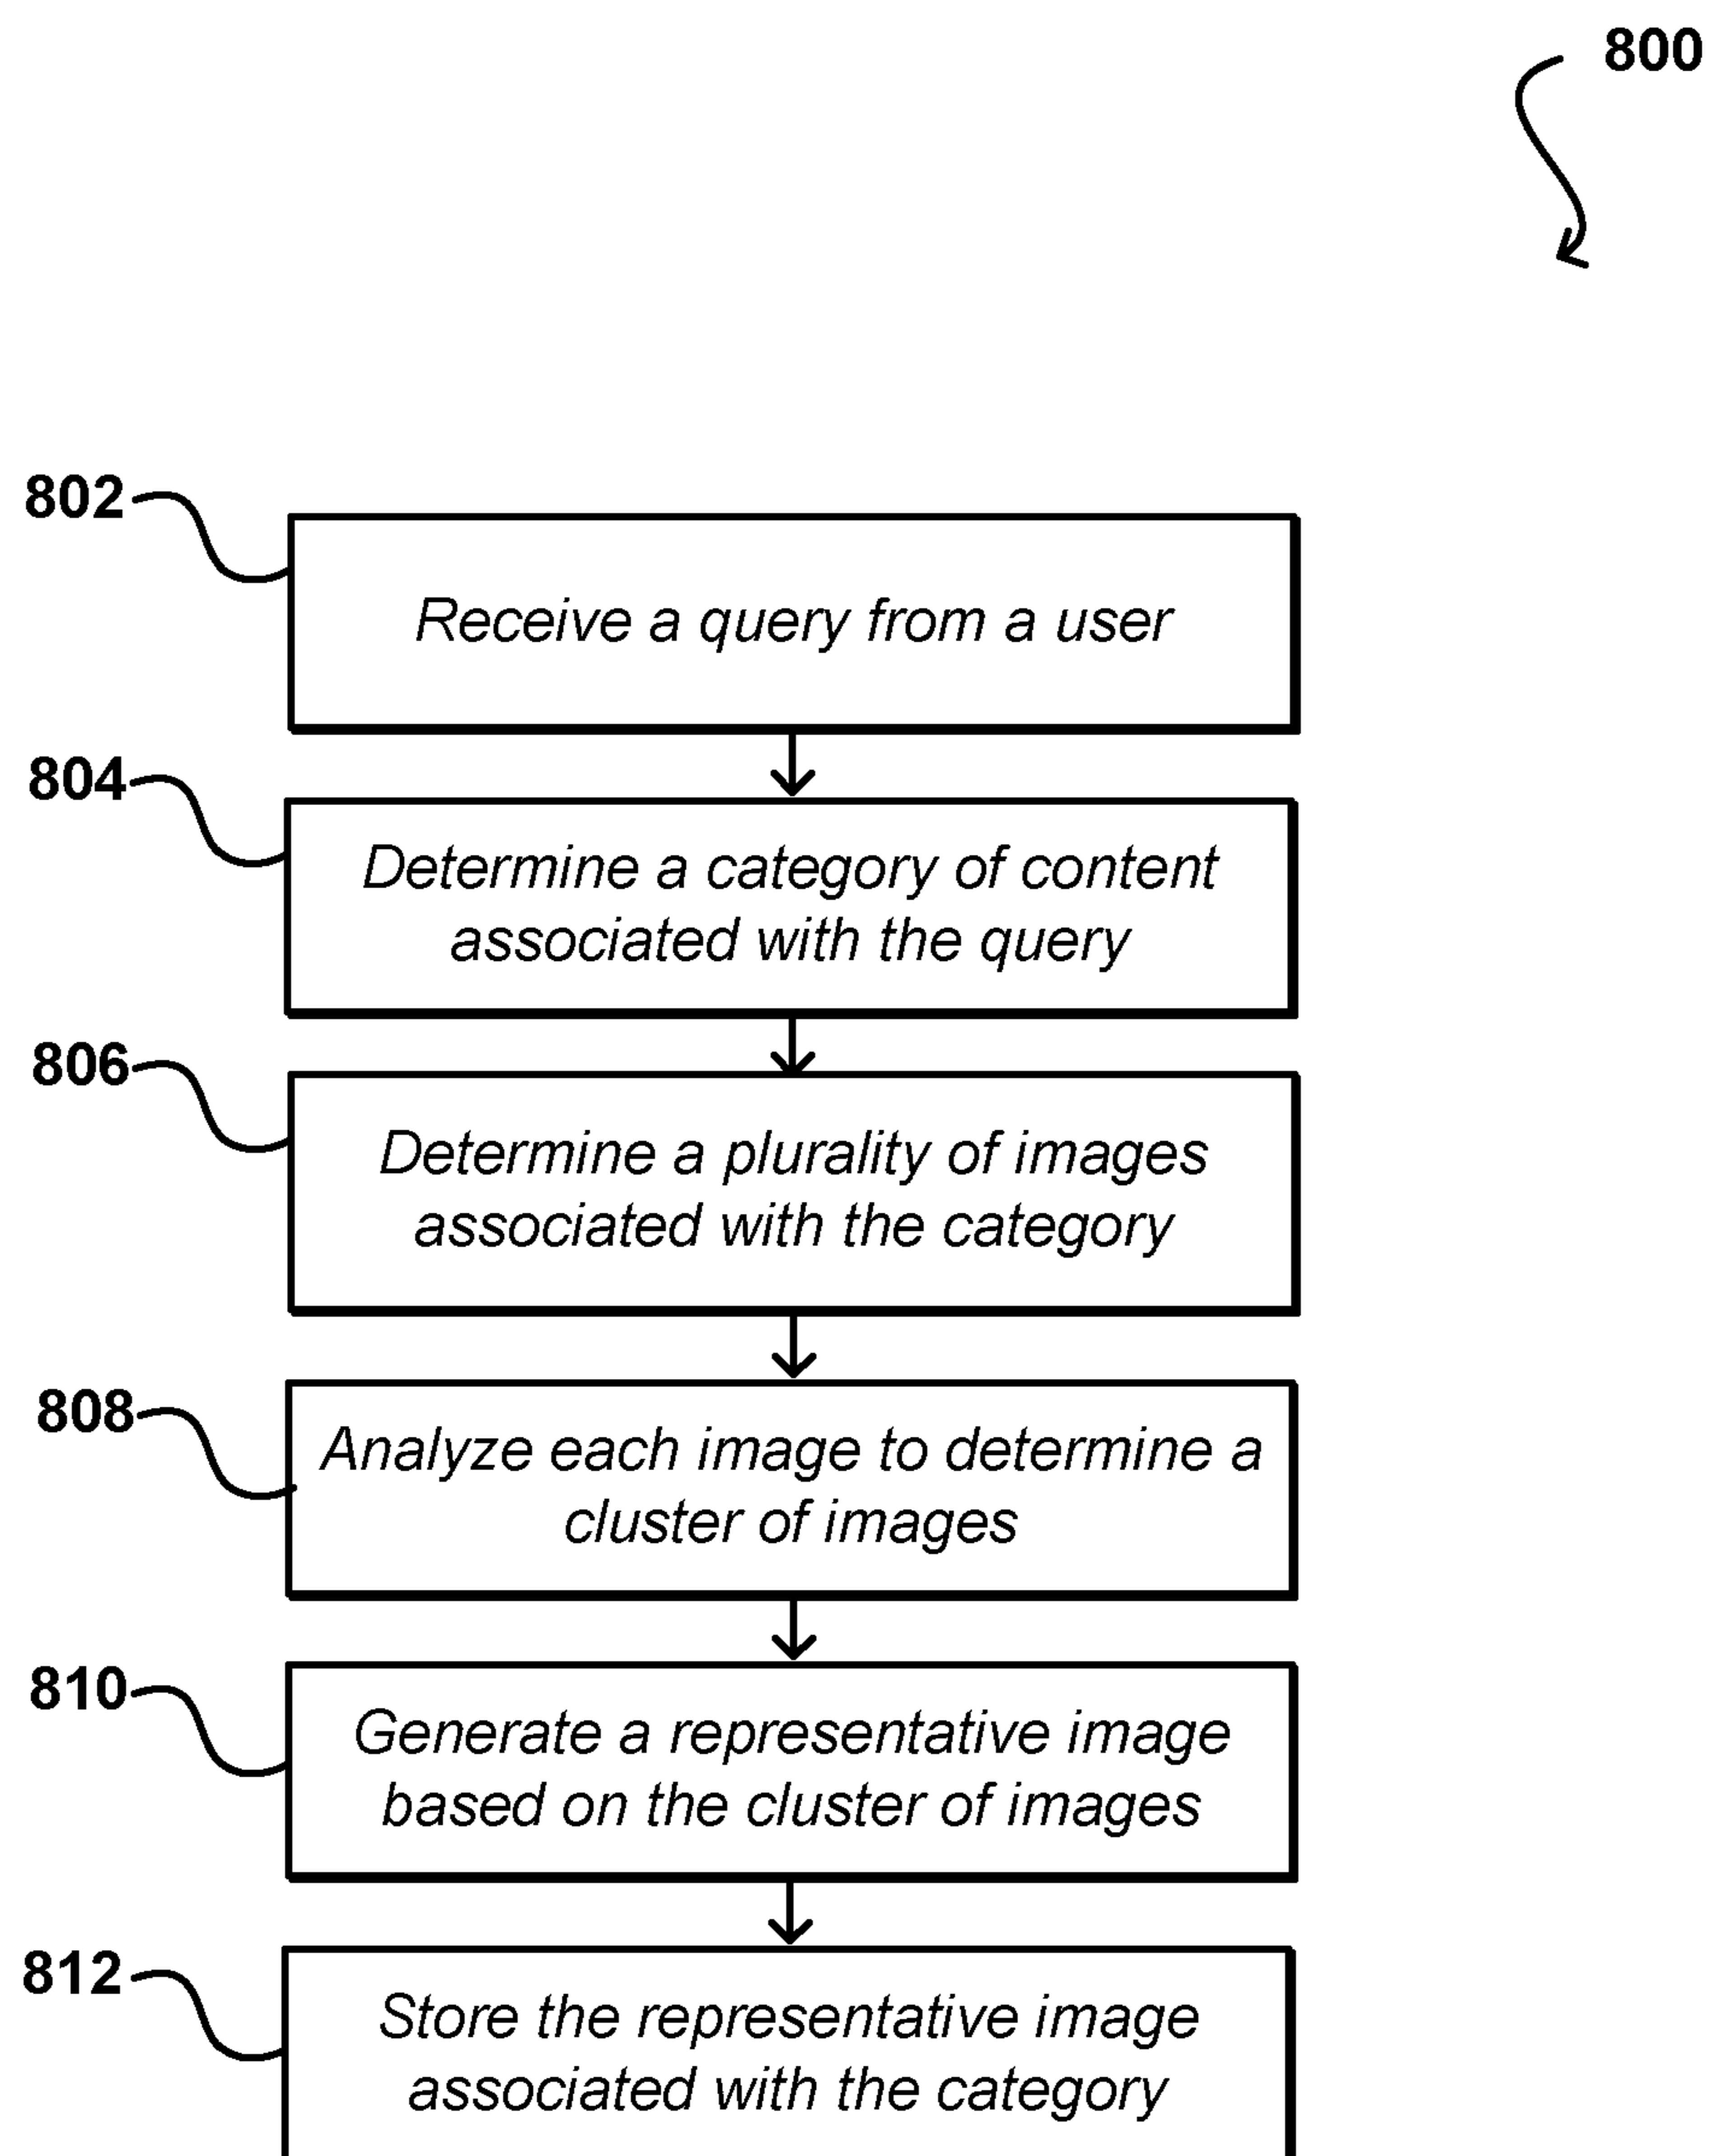 800
802
Receive a query from a user
804
Determine a category of content
associated with the query
806
Determine a plurality of images
associated with the category
808
Analyze each image to determine a
cluster of images
810
Generate a representative image
based on the cluster of images
812
Store the representative image
associated with the category